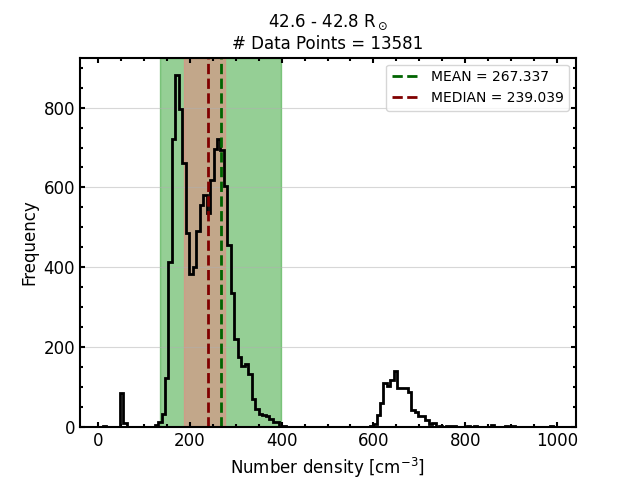 42.6 - 42.8 R⊙
# Data Points = 13581
MEAN = 267.337
MEDIAN = 239.039
Frequency
800
600
400
200
0
0 200 400 600 800 1000
Number density [cm⁻³]